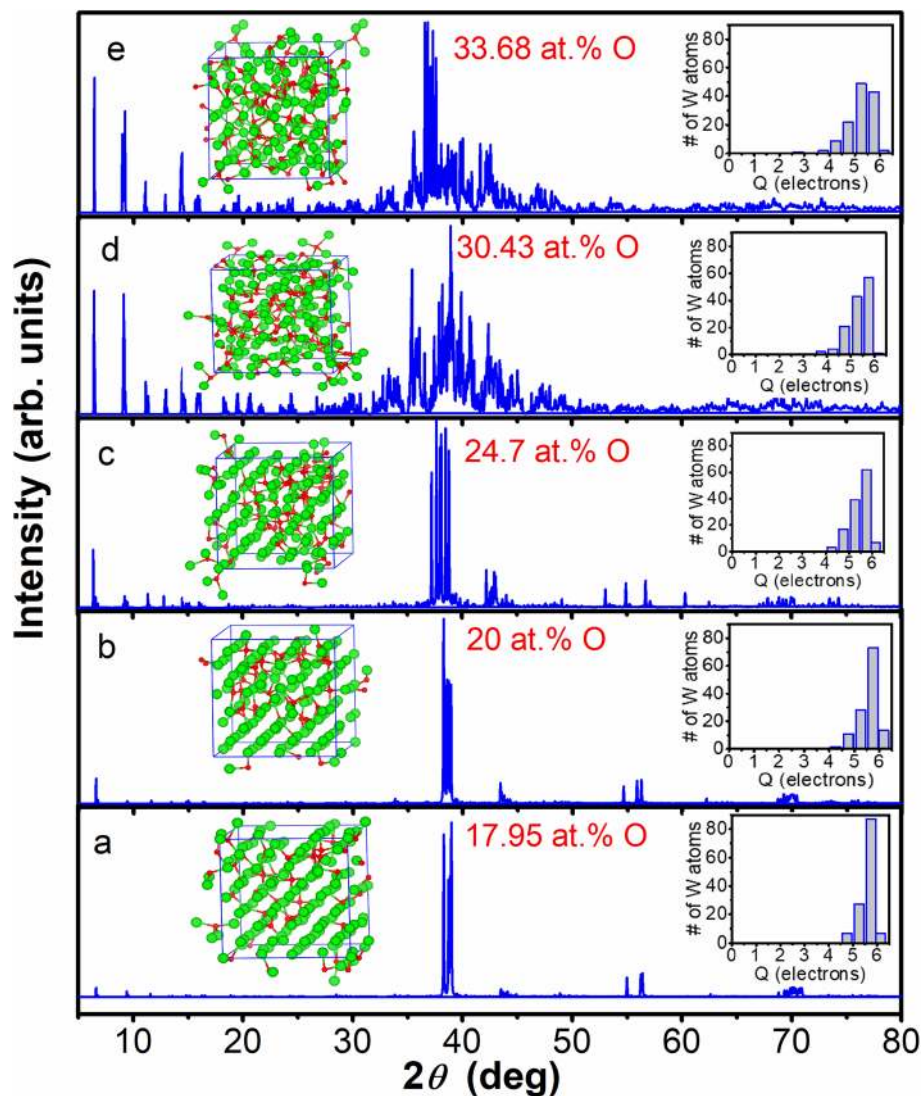 Intensity (arb. units)
e
33.68 at.% O
# of W atoms
80
60
40
20
0
0 1 2 3 4 5 6
Q (electrons)
d
30.43 at.% O
# of W atoms
80
60
40
20
0
0 1 2 3 4 5 6
Q (electrons)
c
24.7 at.% O
# of W atoms
80
60
40
20
0
0 1 2 3 4 5 6
Q (electrons)
b
20 at.% O
# of W atoms
80
60
40
20
0
0 1 2 3 4 5 6
Q (electrons)
a
17.95 at.% O
# of W atoms
80
60
40
20
0
0 1 2 3 4 5 6
Q (electrons)
10 20 30 40 50 60 70 80
2θ (deg)